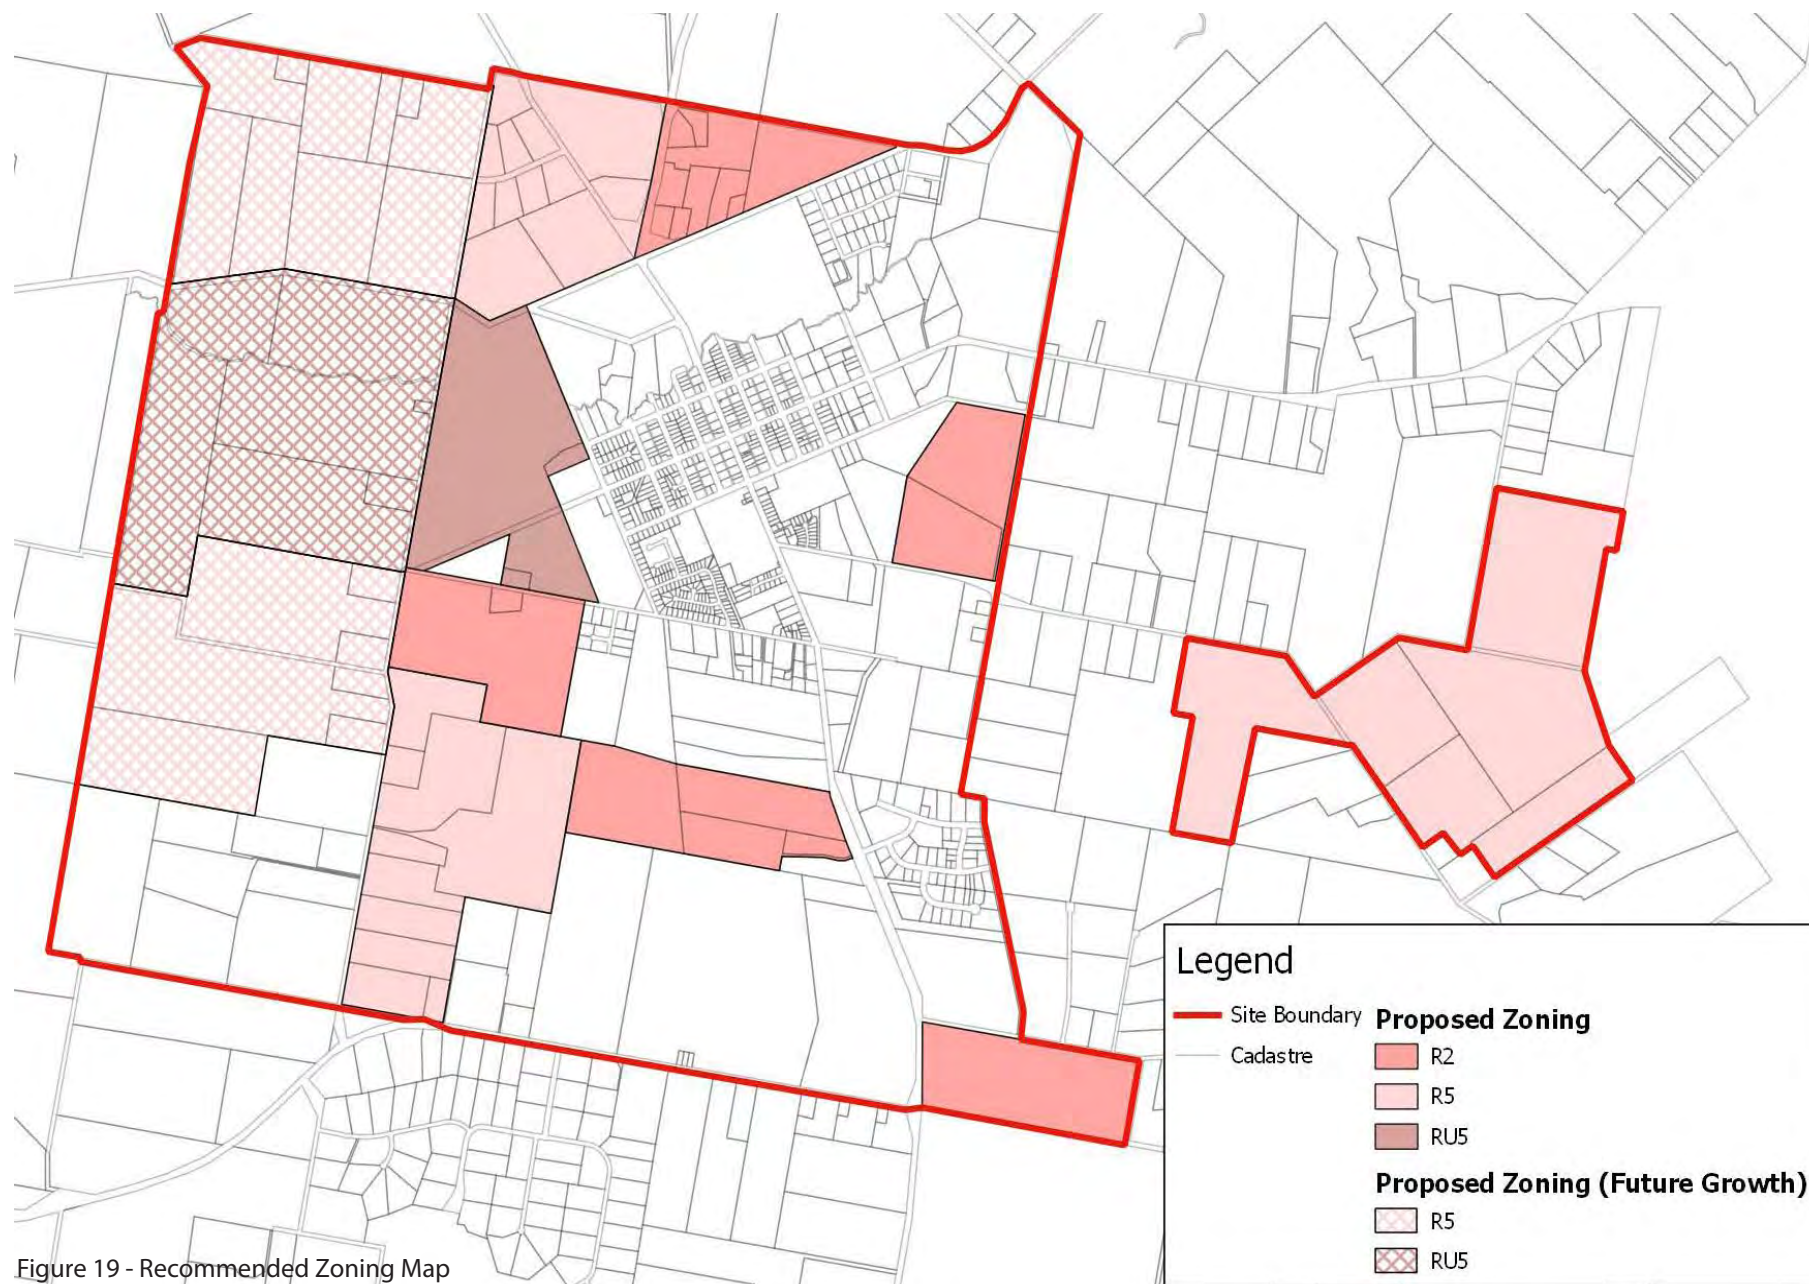 Legend
Site Boundary
Cadastre
Proposed Zoning
R2
R5
RU5
Proposed Zoning (Future Growth)
R5
RU5
Figure 19 - Recommended Zoning Map